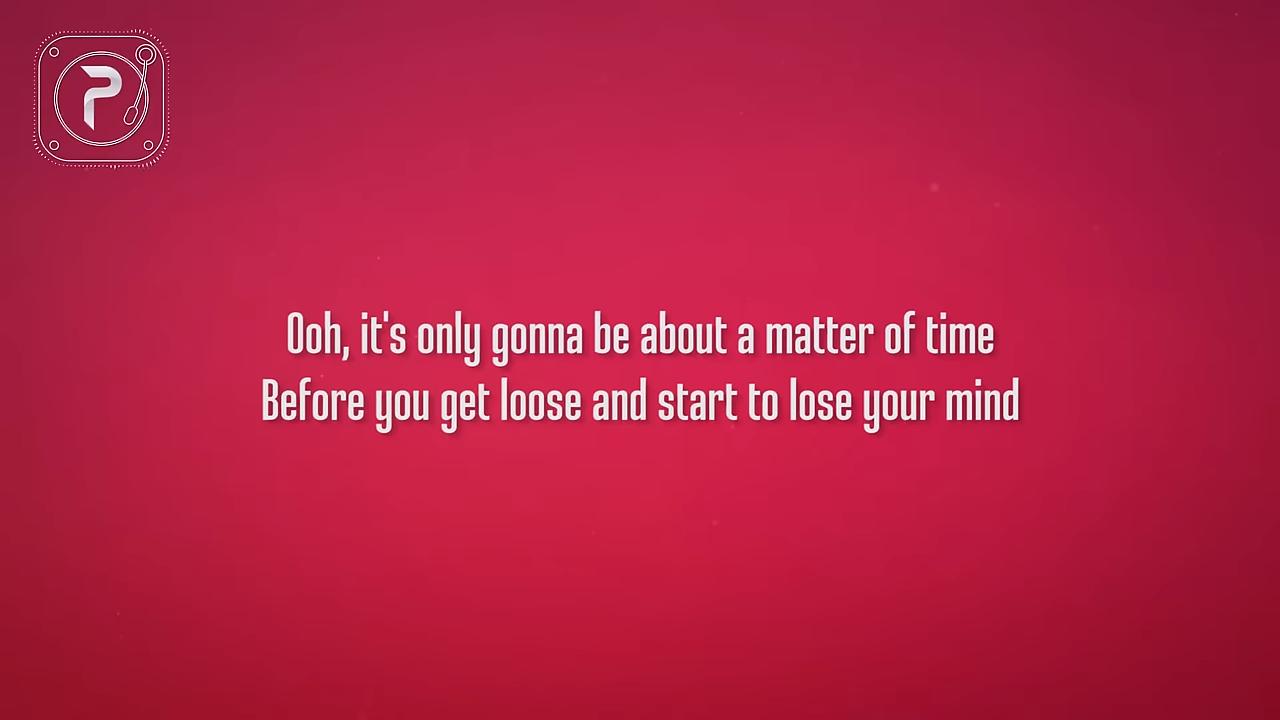 P
Ooh, it's only gonna be about a matter of time
Before you get loose and start to lose your mind